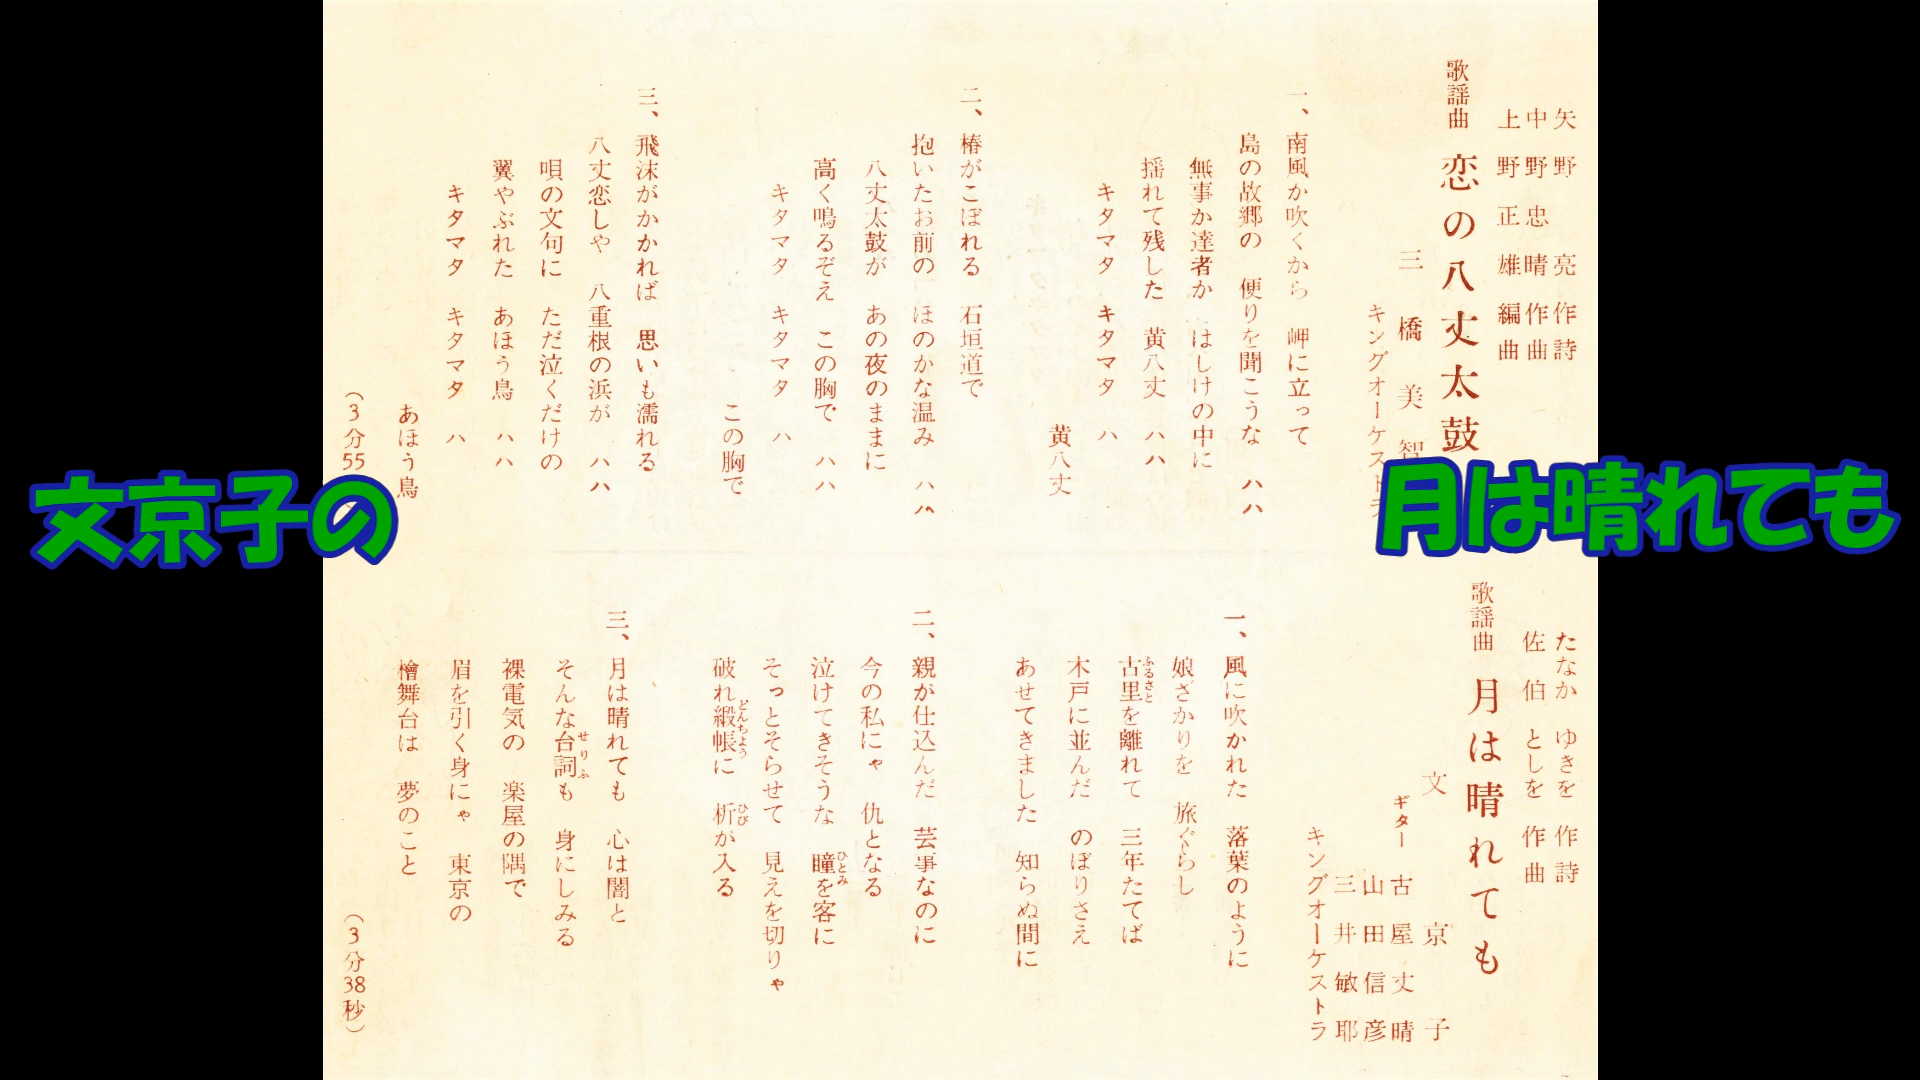 矢野亮 作詩
中野忠晴 作曲
上野正雄 編曲
歌謡曲 恋の八丈太鼓
三橋美智
キングオーケストラ
一、南風か吹くから 岬に立って
島の故郷の 便りを聞こうな ハハ
無事か達者か はしけの中に
揺れて残した 黄八丈 ハハ
キタマタ キタマタ ハ
黄八丈
二、椿がこぼれる 石垣道で
抱いたお前の ほのかな温み ハハ
八丈太鼓が あの夜のままに
高く鳴るぞえ この胸で ハハ
キタマタ キタマタ ハ
この胸で
三、飛沫がかかれば 思いも濡れる
八丈恋しや 八重根の浜が ハハ
唄の文句に ただ泣くだけの
翼やぶれた あほう鳥 ハハ
キタマタ キタマタ ハ
あほう鳥
(3分55
文京子の
月は晴れても
たなか ゆきを 作詩
佐伯 としを 作曲
歌謡曲 月は晴れても
文京子
ギター 古屋丈晴
山田信彦
三井敏耶
キングオーケストラ
一、風に吹かれた 落葉のように
娘ざかりを 旅ぐらし
古里を離れて 三年たてば
ふるさと
木戸に並んだ のぼりさえ
あせてきました 知らぬ間に
二、親が仕込んだ 芸事なのに
今の私にゃ 仇となる
泣けてきそうな 瞳を客に
ひとみ
そっとそらせて 見えを切りゃ
破れ緞帳に 析が入る
どんちょう ひび
三、月は晴れても 心は闇と
そんな台詞も 身にしみる
せりふ
裸電気の 楽屋の隅で
眉を引く身にゃ 東京の
檜舞台は 夢のこと
(3分38秒)